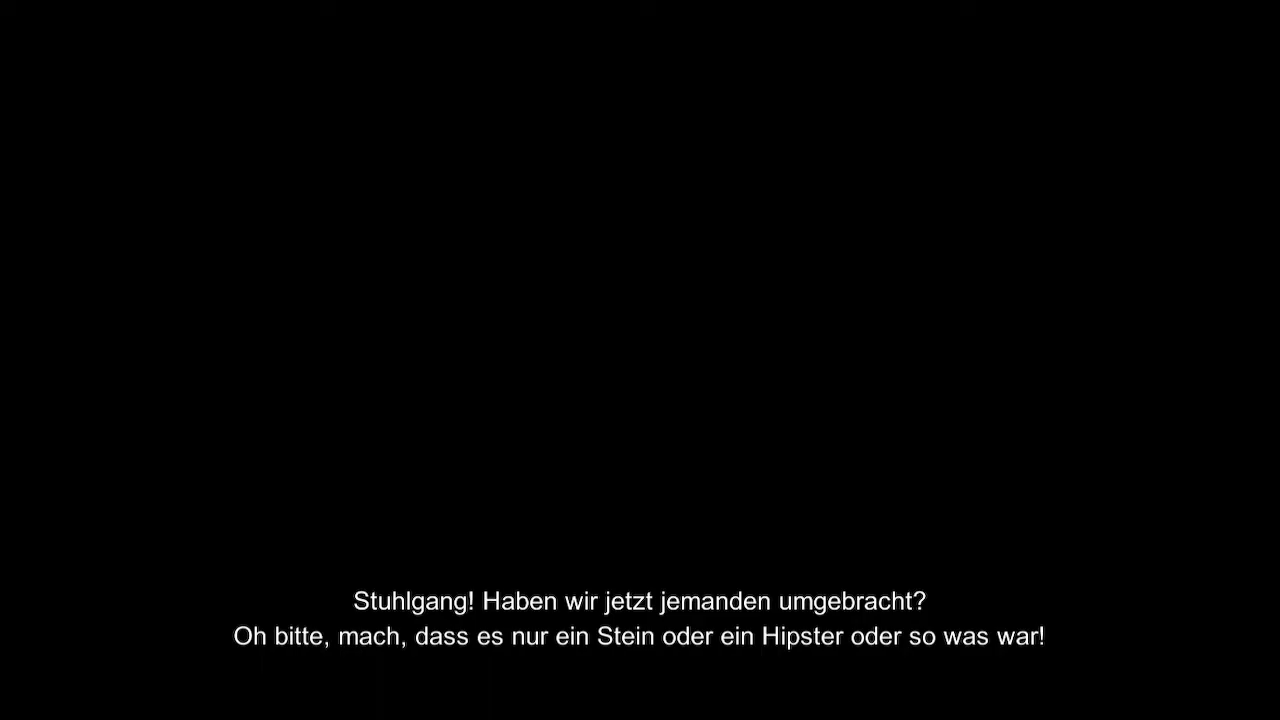 Stuhlgang! Haben wir jetzt jemanden umgebracht?
Oh bitte, mach, dass es nur ein Stein oder ein Hipster oder so was war!